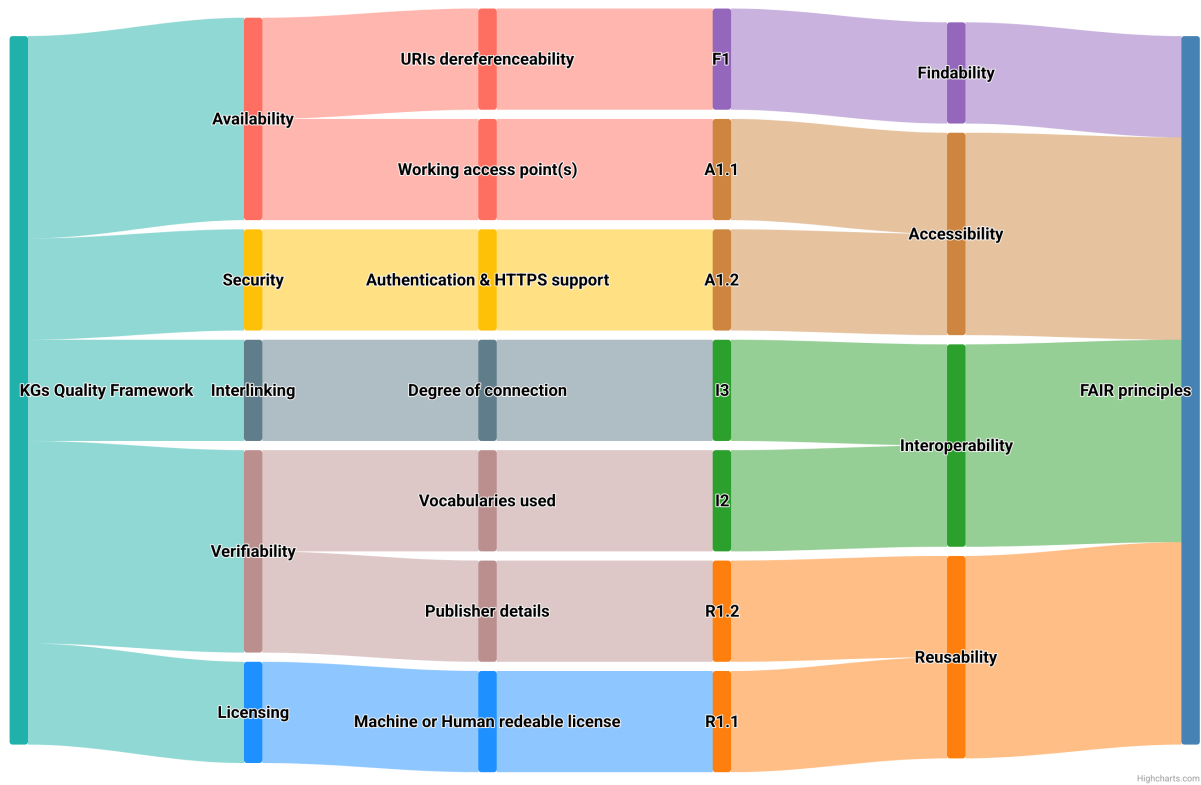 URIs dereferenceability
F1
Findability
Availability
Working access point(s)
A1.1
Accessibility
Security
Authentication & HTTPS support
A1.2
KGs Quality Framework
Interlinking
Degree of connection
I3
FAIR principles
Interoperability
Vocabularies used
I2
Verifiability
Publisher details
R1.2
Reusability
Licensing
Machine or Human redeable license
R1.1
Highcharts.com